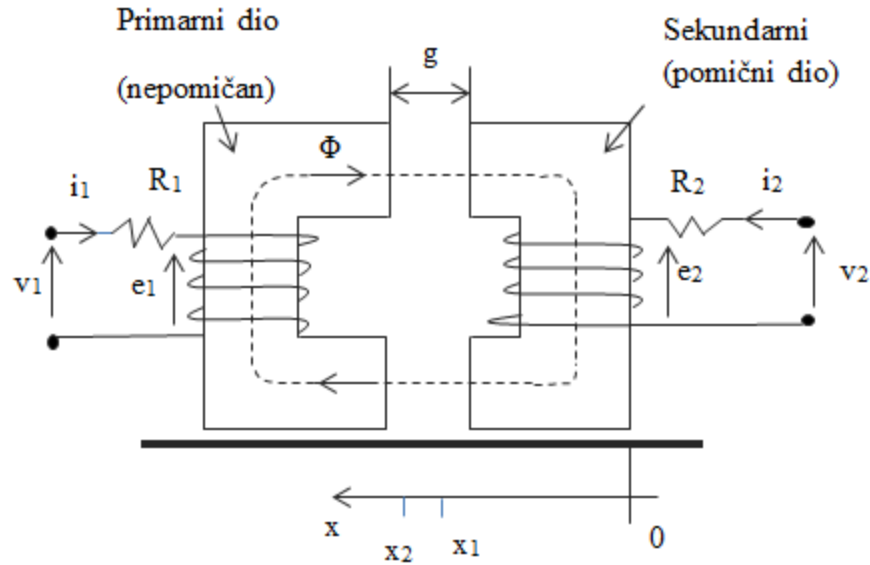 Primarni dio
(nepomičan)
g
Sekundarni
(pomični dio)
Φ
i1
R1
R2
i2
v1
e1
e2
v2
x
x2
x1
0